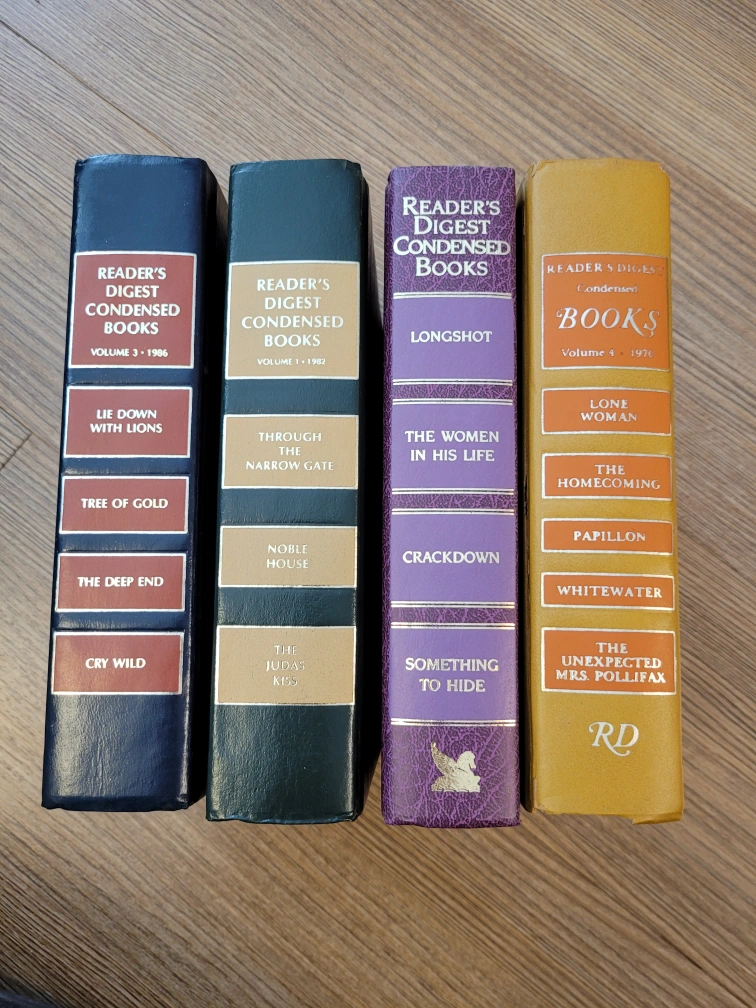 READER'S
DIGEST
CONDENSED
BOOKS
VOLUME 3 • 1986
LIE DOWN
WITH LIONS
TREE OF GOLD
THE DEEP END
CRY WILD
READER'S
DIGEST
CONDENSED
BOOKS
VOLUME 1 • 1982
THROUGH
THE
NARROW GATE
NOBLE
HOUSE
THE
JUDAS
KISS
READER'S
DIGEST
CONDENSED
BOOKS
LONGSHOT
THE WOMEN
IN HIS LIFE
CRACKDOWN
SOMETHING
TO HIDE
READER'S DIGEST
Condensed
BOOKS
Volume 4 • 1970
LONE
WOMAN
THE
HOMECOMING
PAPILLON
WHITEWATER
THE
UNEXPECTED
MRS. POLLIFAX
RD